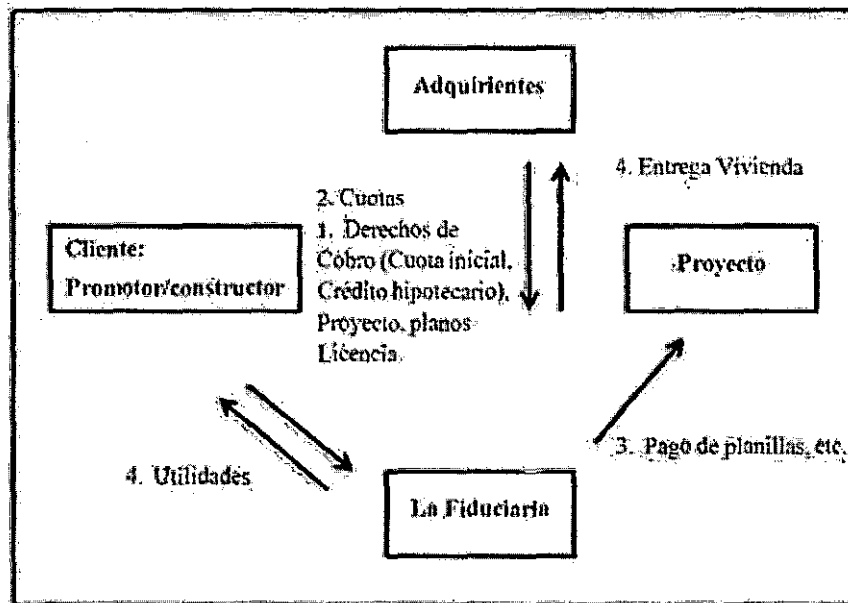 Adquirientes
4. Entrega Vivienda
2. Cuotas
1. Derechos de
Cobro (Cuota inicial,
Crédito hipotecario),
Proyecto, planos
Licencia.
Cliente:
Promotor/constructor
Proyecto
3. Pago de planillas, etc.
4. Utilidades
La Fiduciaria